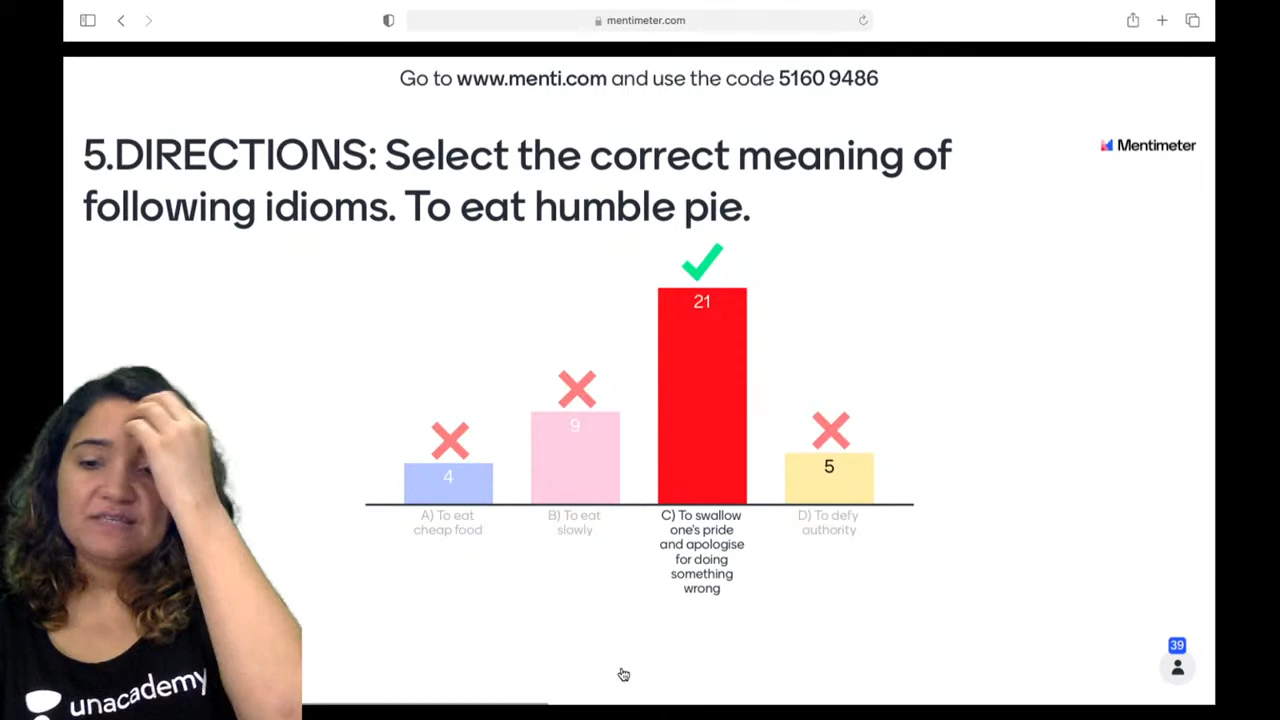 mentimeter.com
Go to www.menti.com and use the code 5160 9486
5.DIRECTIONS: Select the correct meaning of
following idioms. To eat humble pie.
Mentimeter
4
9
21
5
A) To eat
cheap food
B) To eat
slowly
C) To swallow
one's pride
and apologise
for doing
something
wrong
D) To defy
authority
39
unacademy